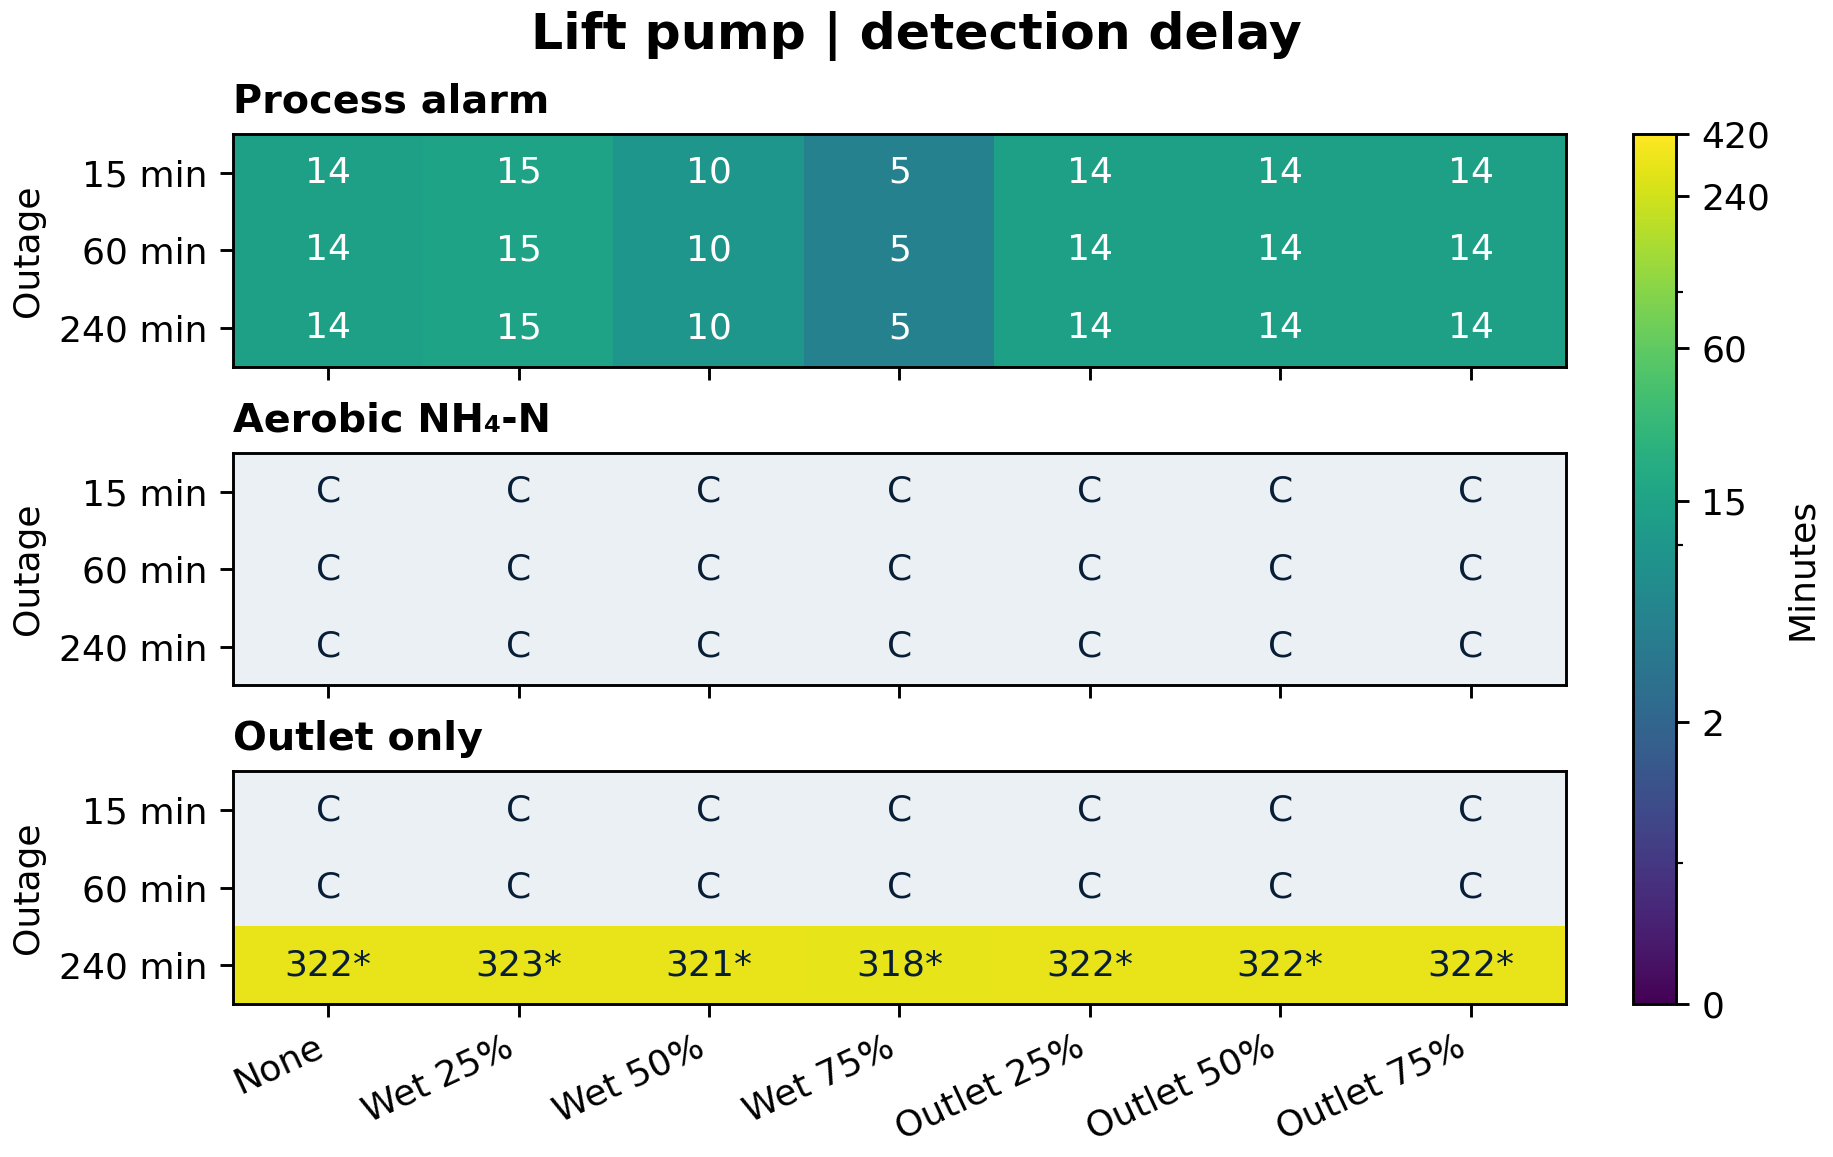 Lift pump | detection delay
Process alarm
Outage
15 min 14 15 10 5 14 14 14
60 min 14 15 10 5 14 14 14
240 min 14 15 10 5 14 14 14
Aerobic NH₄-N
Outage
15 min C C C C C C C
60 min C C C C C C C
240 min C C C C C C C
Outlet only
Outage
15 min C C C C C C C
60 min C C C C C C C
240 min 322* 323* 321* 318* 322* 322* 322*
None Wet 25% Wet 50% Wet 75% Outlet 25% Outlet 50% Outlet 75%
420
240
60
15
2
0
Minutes